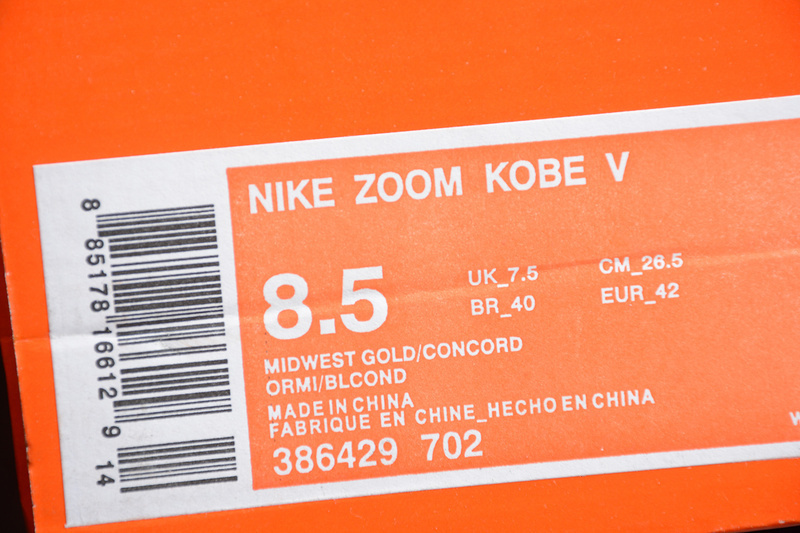 NIKE ZOOM KOBE V
8.5 UK_7.5 CM_26.5
BR_40 EUR_42
MIDWEST GOLD/CONCORD
ORMI/BLCOND
MADE IN CHINA
FABRIQUE EN CHINE_HECHO EN CHINA
386429 702
8 85178 16612 9 14
W